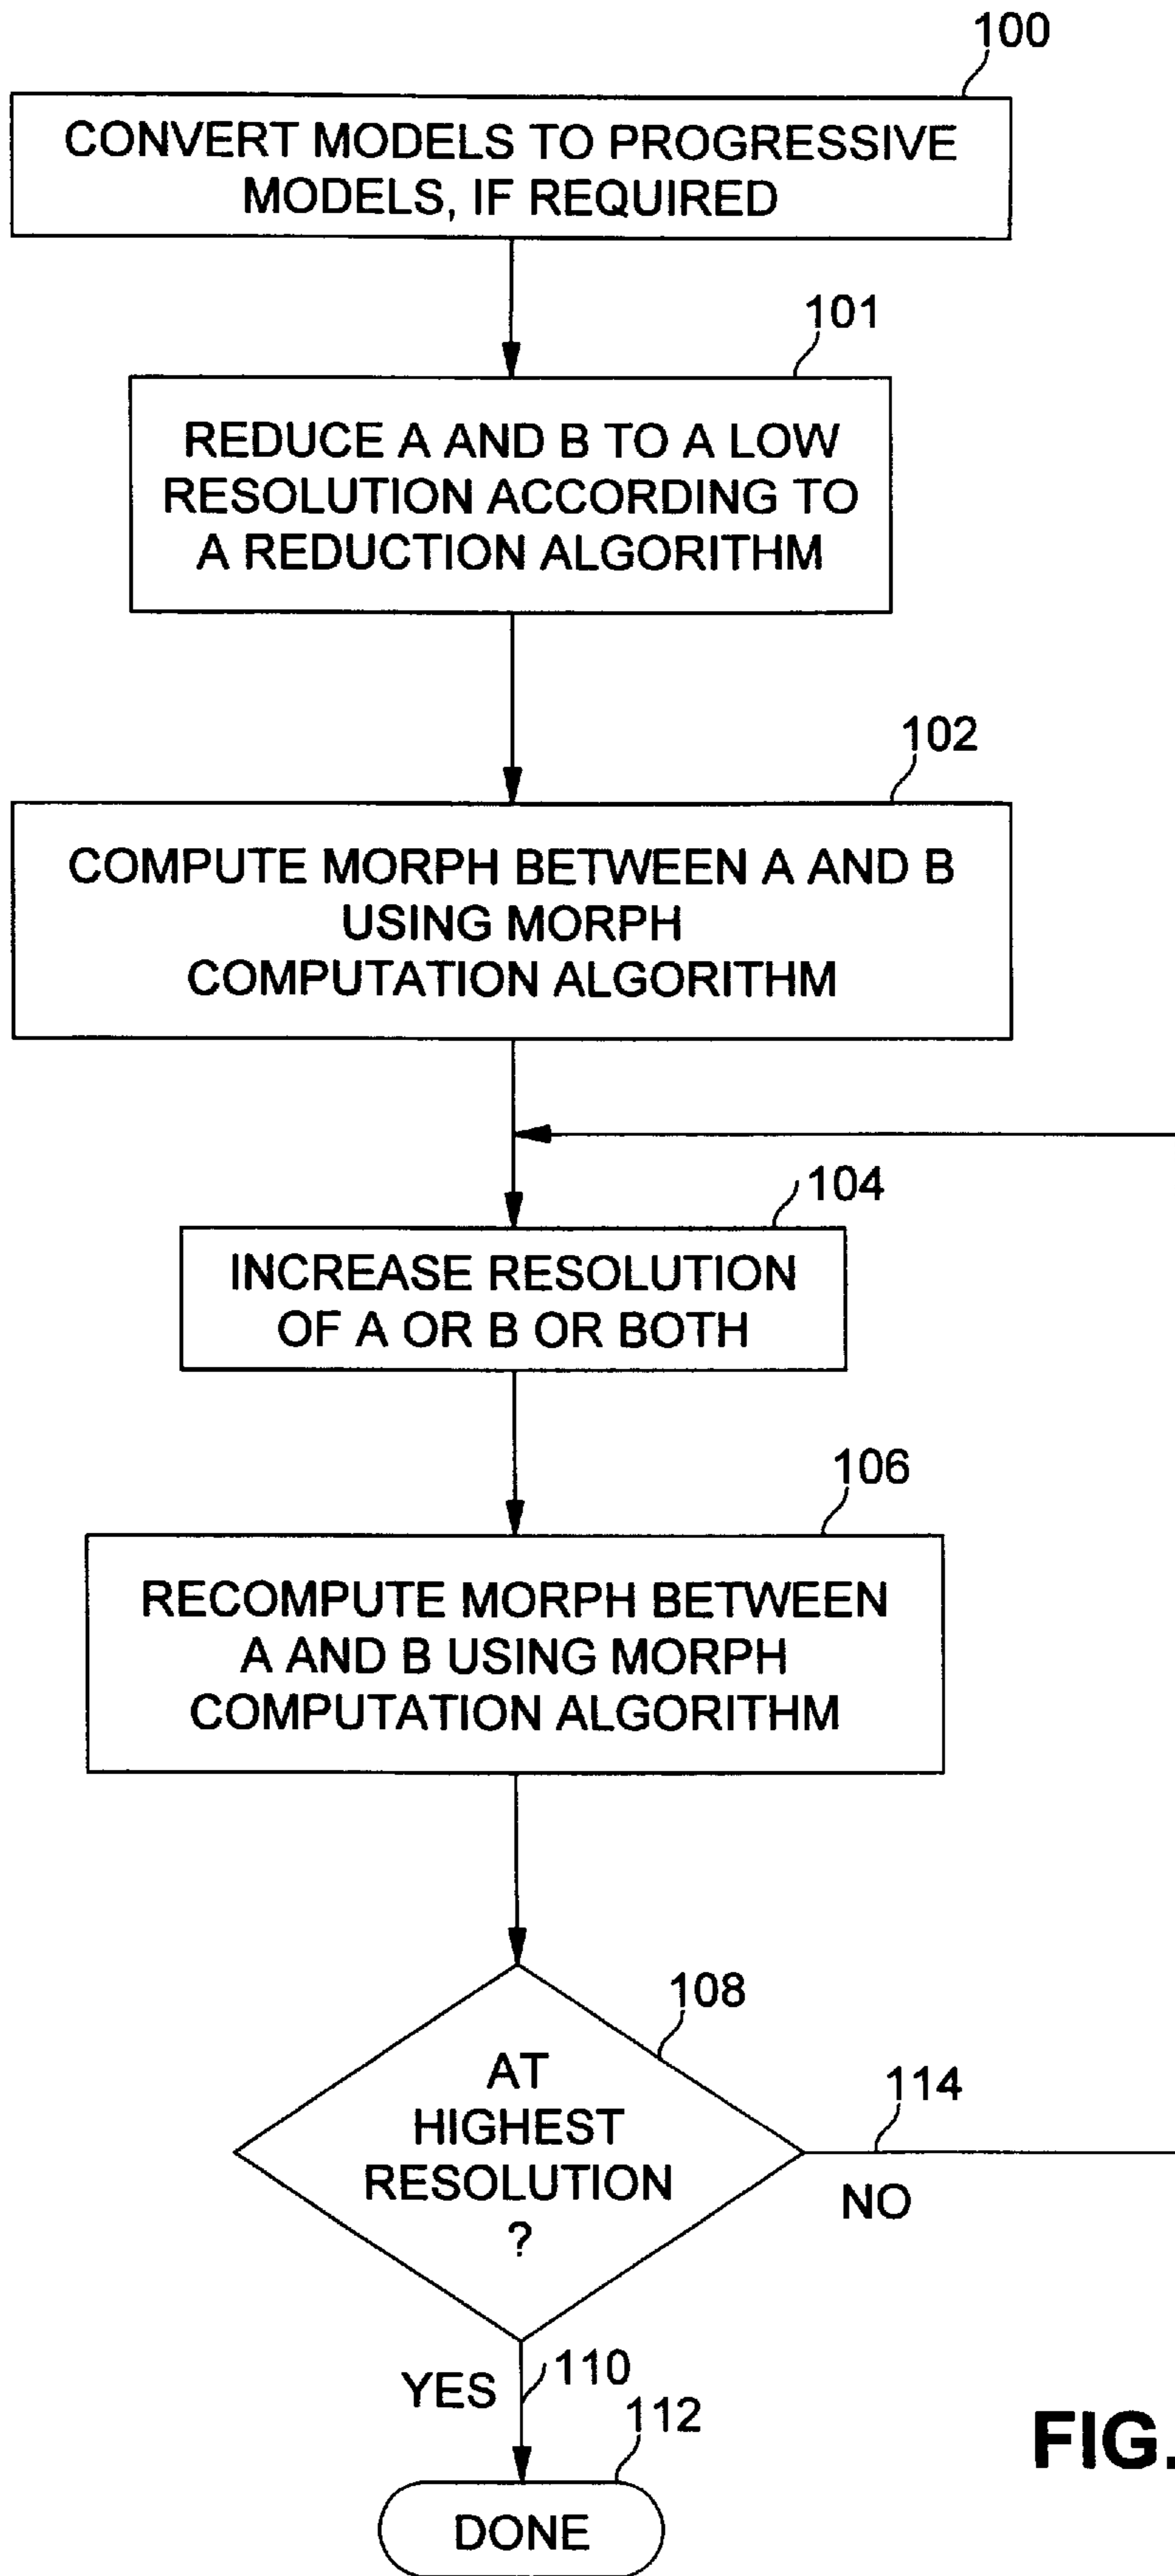 100
CONVERT MODELS TO PROGRESSIVE
MODELS, IF REQUIRED
101
REDUCE A AND B TO A LOW
RESOLUTION ACCORDING TO
A REDUCTION ALGORITHM
102
COMPUTE MORPH BETWEEN A AND B
USING MORPH
COMPUTATION ALGORITHM
104
INCREASE RESOLUTION
OF A OR B OR BOTH
106
RECOMPUTE MORPH BETWEEN
A AND B USING MORPH
COMPUTATION ALGORITHM
108
AT
HIGHEST
RESOLUTION
?
114
NO
YES
110
112
DONE
FIG.